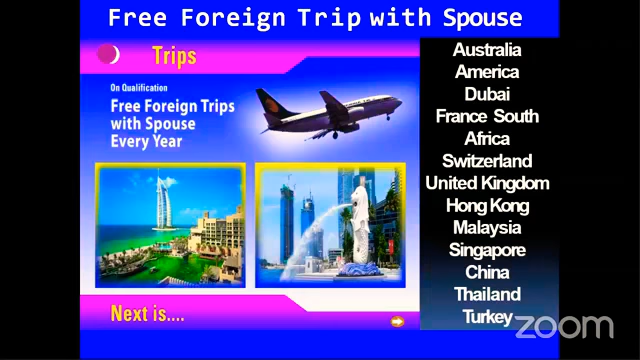 Free Foreign Trip with Spouse
Trips
On Qualification
Free Foreign Trips
with Spouse
Every Year
Next is....
Australia
America
Dubai
France South
Africa
Switzerland
United Kingdom
Hong Kong
Malaysia
Singapore
China
Thailand
Turkey
zoom